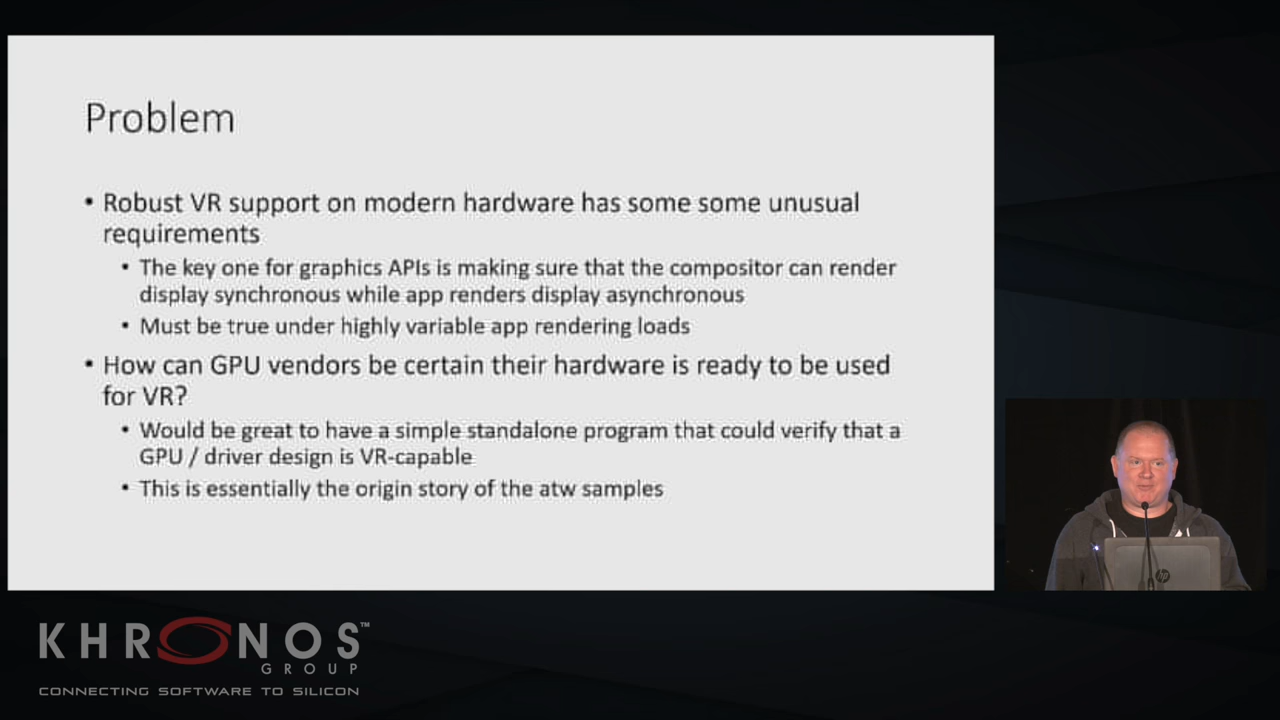 Problem
• Robust VR support on modern hardware has some some unusual
requirements
• The key one for graphics APIs is making sure that the compositor can render
display synchronous while app renders display asynchronous
• Must be true under highly variable app rendering loads
• How can GPU vendors be certain their hardware is ready to be used
for VR?
• Would be great to have a simple standalone program that could verify that a
GPU / driver design is VR-capable
• This is essentially the origin story of the atw samples
hp
KHRONOS™
GROUP
CONNECTING SOFTWARE TO SILICON